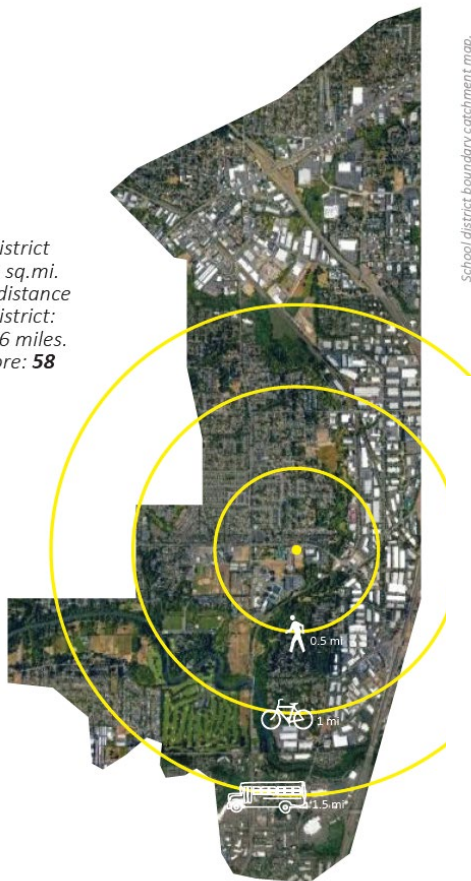 istrict
sq.mi.
distance
istrict:
6 miles.
ore: 58
School district boundary catchment map.
0.5 mi
1 mi
1.5 mi